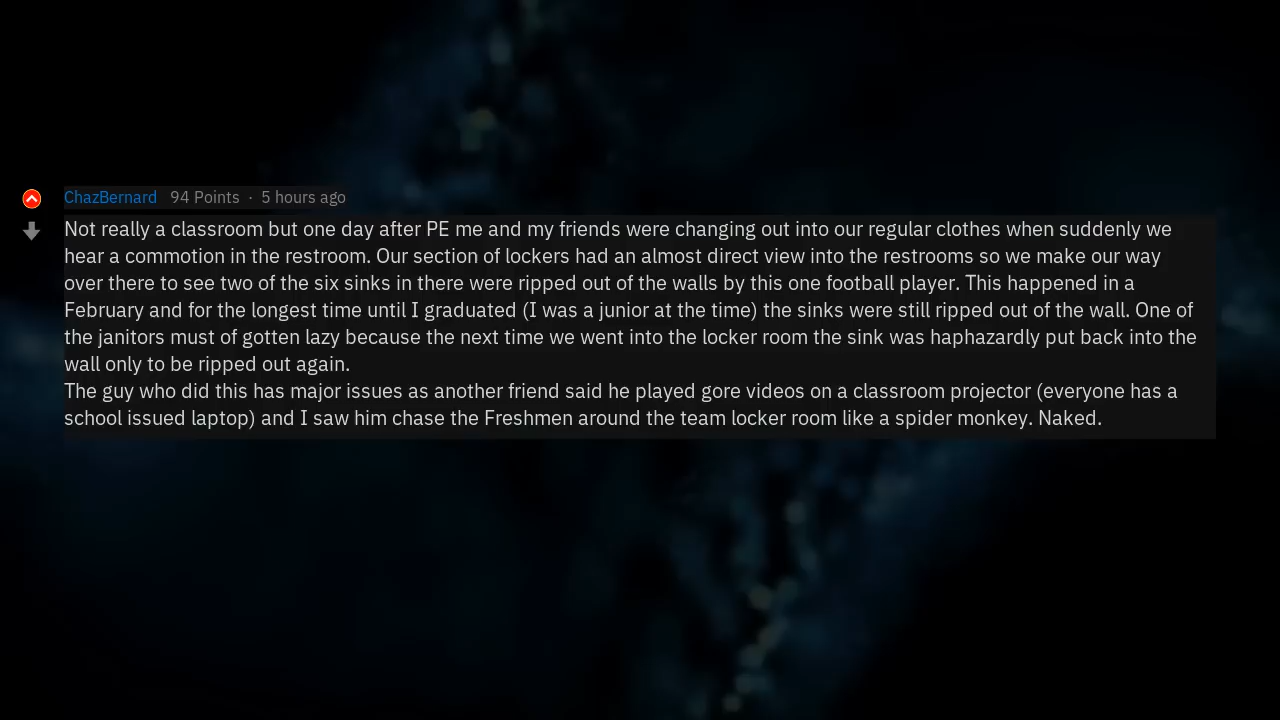 ChazBernard 94 Points · 5 hours ago
Not really a classroom but one day after PE me and my friends were changing out into our regular clothes when suddenly we
hear a commotion in the restroom. Our section of lockers had an almost direct view into the restrooms so we make our way
over there to see two of the six sinks in there were ripped out of the walls by this one football player. This happened in a
February and for the longest time until I graduated (I was a junior at the time) the sinks were still ripped out of the wall. One of
the janitors must of gotten lazy because the next time we went into the locker room the sink was haphazardly put back into the
wall only to be ripped out again.
The guy who did this has major issues as another friend said he played gore videos on a classroom projector (everyone has a
school issued laptop) and I saw him chase the Freshmen around the team locker room like a spider monkey. Naked.